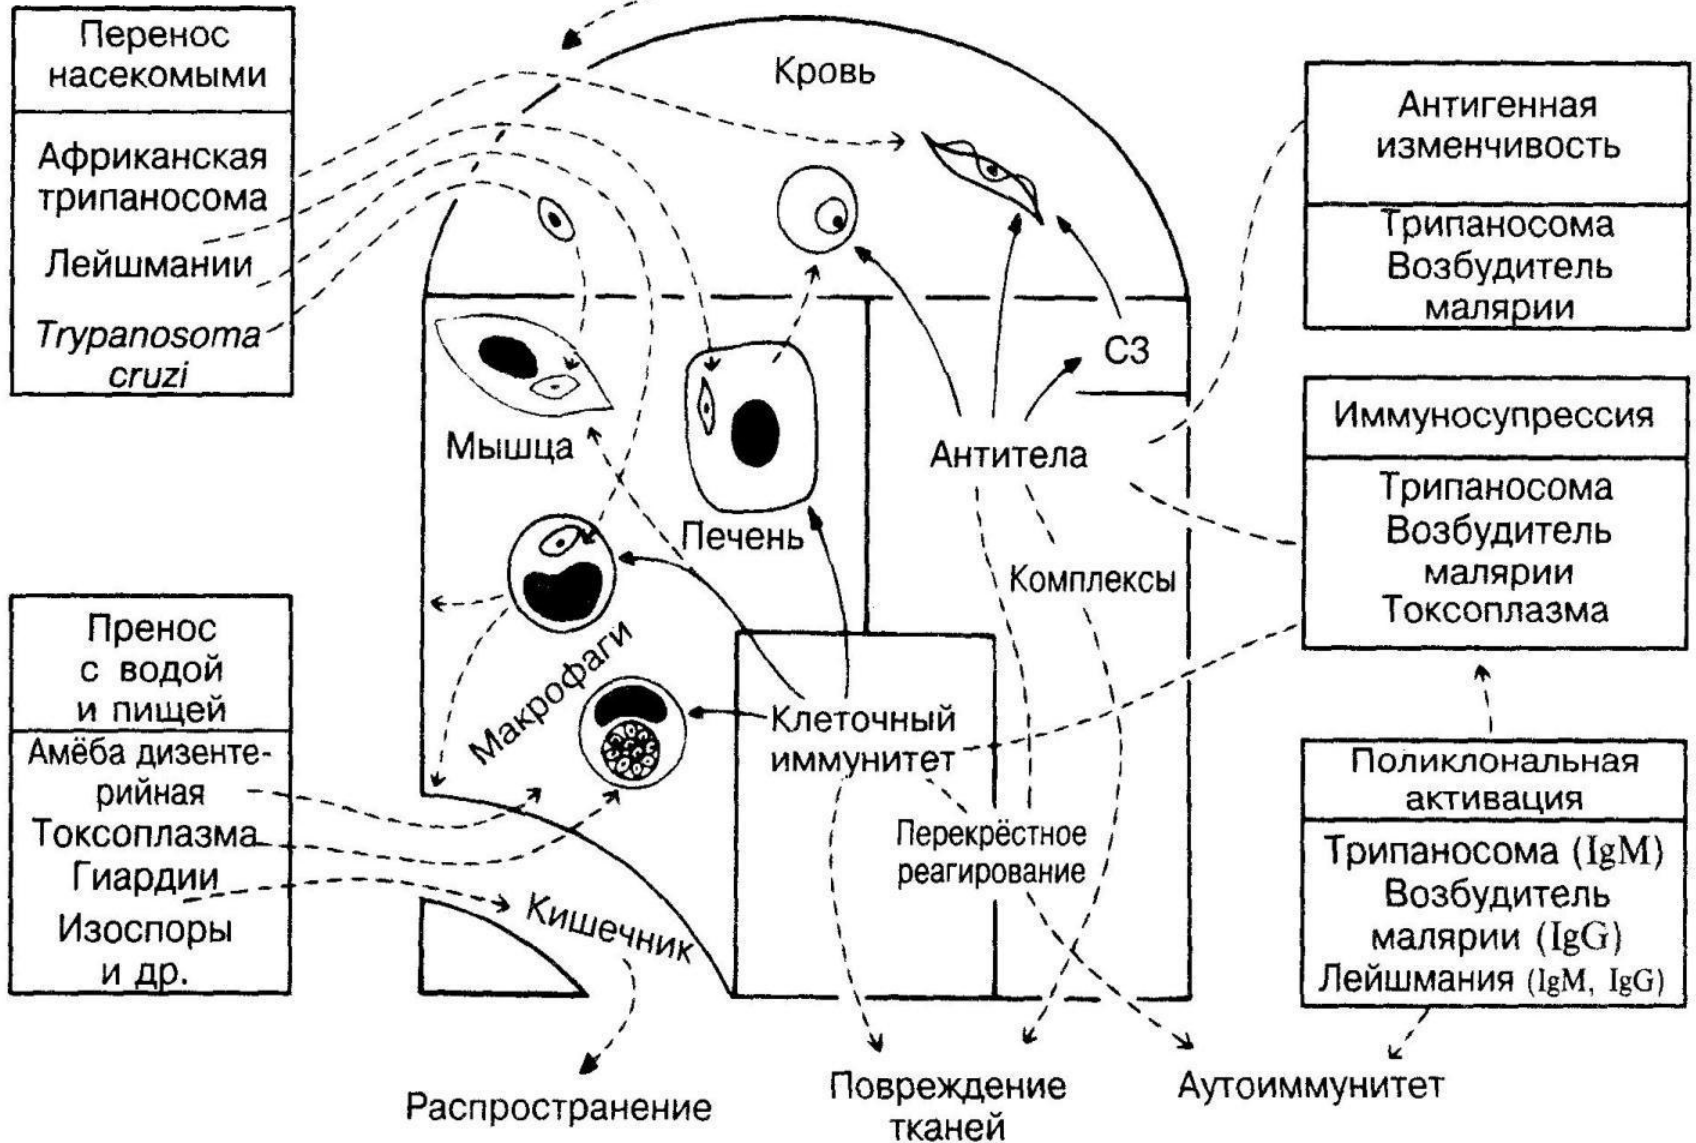 Перенос
насекомыми
Африканская
трипаносома
Лейшмании
Trypanosoma
cruzi
Пренос
с водой
и пищей
Амёба дизенте-
рийная
Токсоплазма
Гиардии
Изоспоры
и др.
Кровь
С3
Мышца
Печень
Антитела
Комплексы
Макрофаги
Клеточный
иммунитет
Перекрёстное
реагирование
Кишечник
Распространение
Повреждение
тканей
Аутоиммунитет
Антигенная
изменчивость
Трипаносома
Возбудитель
малярии
Иммуносупрессия
Трипаносома
Возбудитель
малярии
Токсоплазма
Поликлональная
активация
Трипаносома (IgM)
Возбудитель
малярии (IgG)
Лейшмания (IgM, IgG)